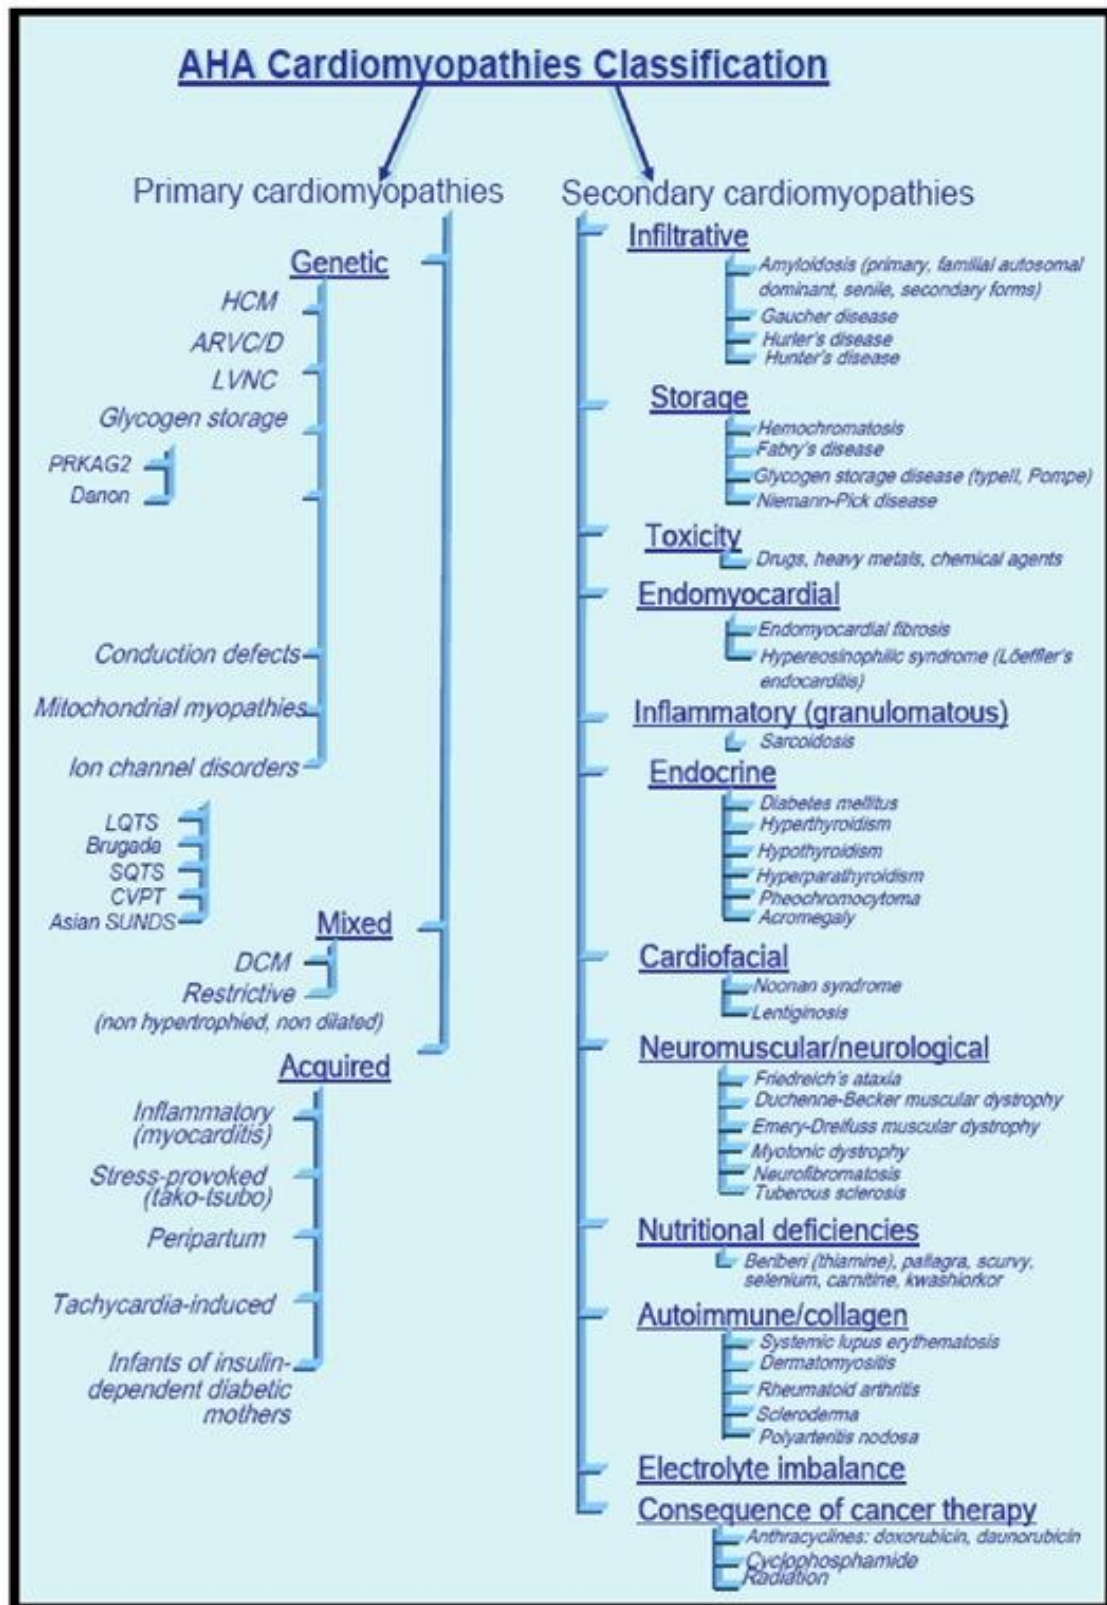 AHA Cardiomyopathies Classification
Primary cardiomyopathies
Genetic
HCM
ARVC/D
LVNC
Glycogen storage
PRKAG2
Danon
Conduction defects
Mitochondrial myopathies
Ion channel disorders
LQTS
Brugada
SQTS
CVPT
Asian SUNDS
Mixed
DCM
Restrictive
(non hypertrophied, non dilated)
Acquired
Inflammatory
(myocarditis)
Stress-provoked
(tako-tsubo)
Peripartum
Tachycardia-induced
Infants of insulin-
dependent diabetic
mothers
Secondary cardiomyopathies
Infiltrative
Amyloidosis (primary, familial autosomal
dominant, senile, secondary forms)
Gaucher disease
Hurler's disease
Hunter's disease
Storage
Hemochromatosis
Fabry's disease
Glycogen storage disease (typeII, Pompe)
Niemann-Pick disease
Toxicity
Drugs, heavy metals, chemical agents
Endomyocardial
Endomyocardial fibrosis
Hypereosinophilic syndrome (Löeffler's
endocarditis)
Inflammatory (granulomatous)
Sarcoidosis
Endocrine
Diabetes mellitus
Hyperthyroidism
Hypothyroidism
Hyperparathyroidism
Pheochromocytoma
Acromegaly
Cardiofacial
Noonan syndrome
Lentiginosis
Neuromuscular/neurological
Friedreich's ataxia
Duchenne-Becker muscular dystrophy
Emery-Dreifuss muscular dystrophy
Myotonic dystrophy
Neurofibromatosis
Tuberous sclerosis
Nutritional deficiencies
Beriberi (thiamine), pallagra, scurvy,
selenium, carnitine, kwashiorkor
Autoimmune/collagen
Systemic lupus erythematosis
Dermatomyositis
Rheumatoid arthritis
Scleroderma
Polyarteritis nodosa
Electrolyte imbalance
Consequence of cancer therapy
Anthracyclines: doxorubicin, daunorubicin
Cyclophosphamide
Radiation